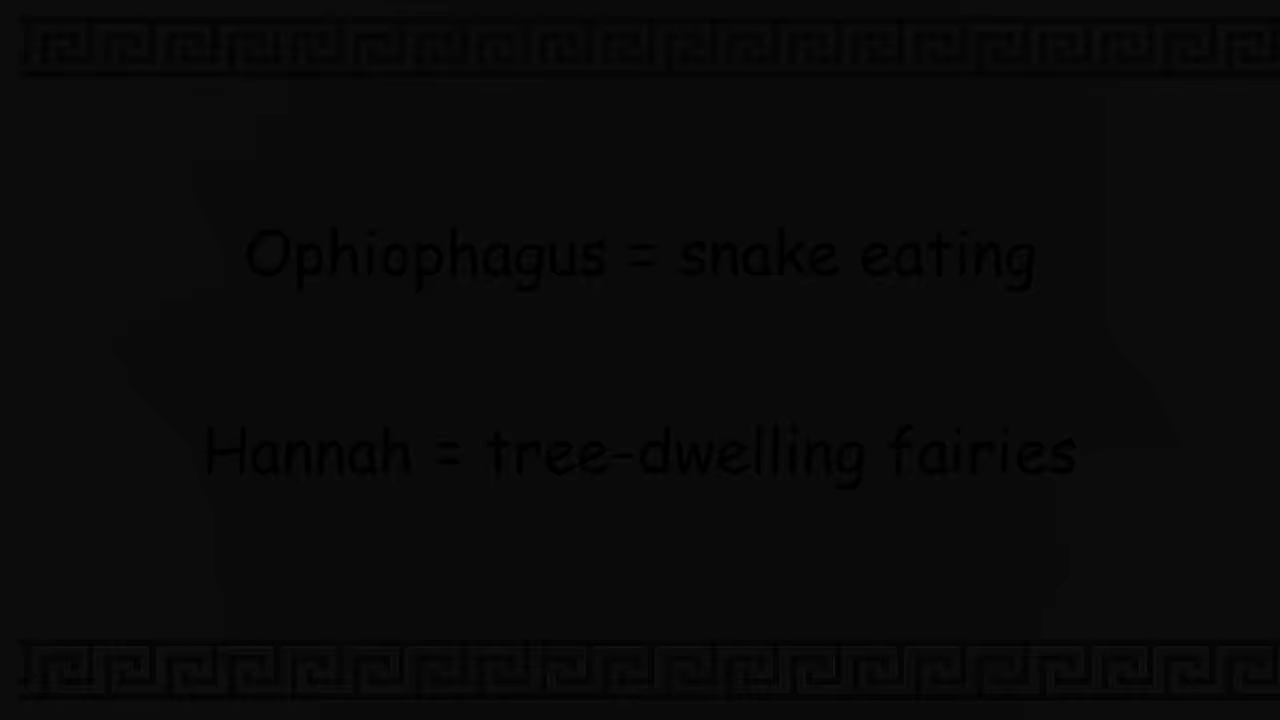 Ophiophagus = snake eating
Hannah = tree-dwelling fairies